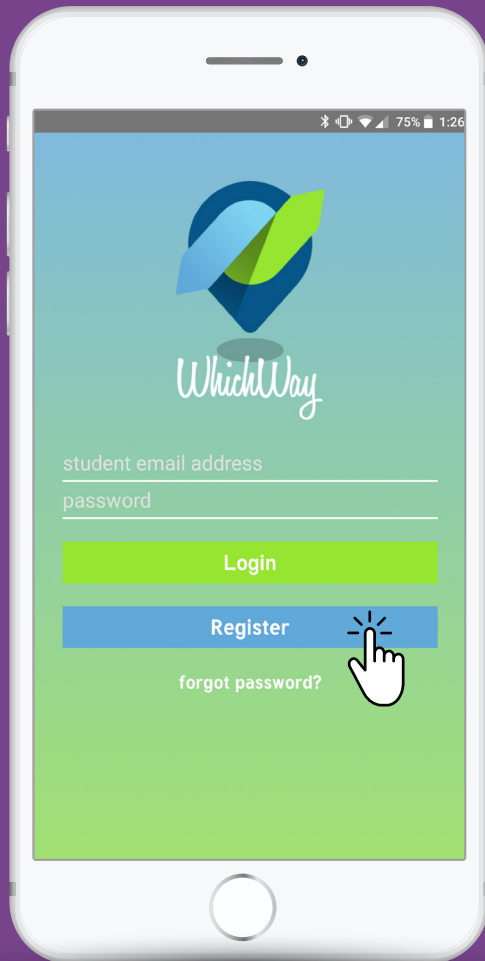 75% 1:26
WhichWay
student email address
password
Login
Register
forgot password?